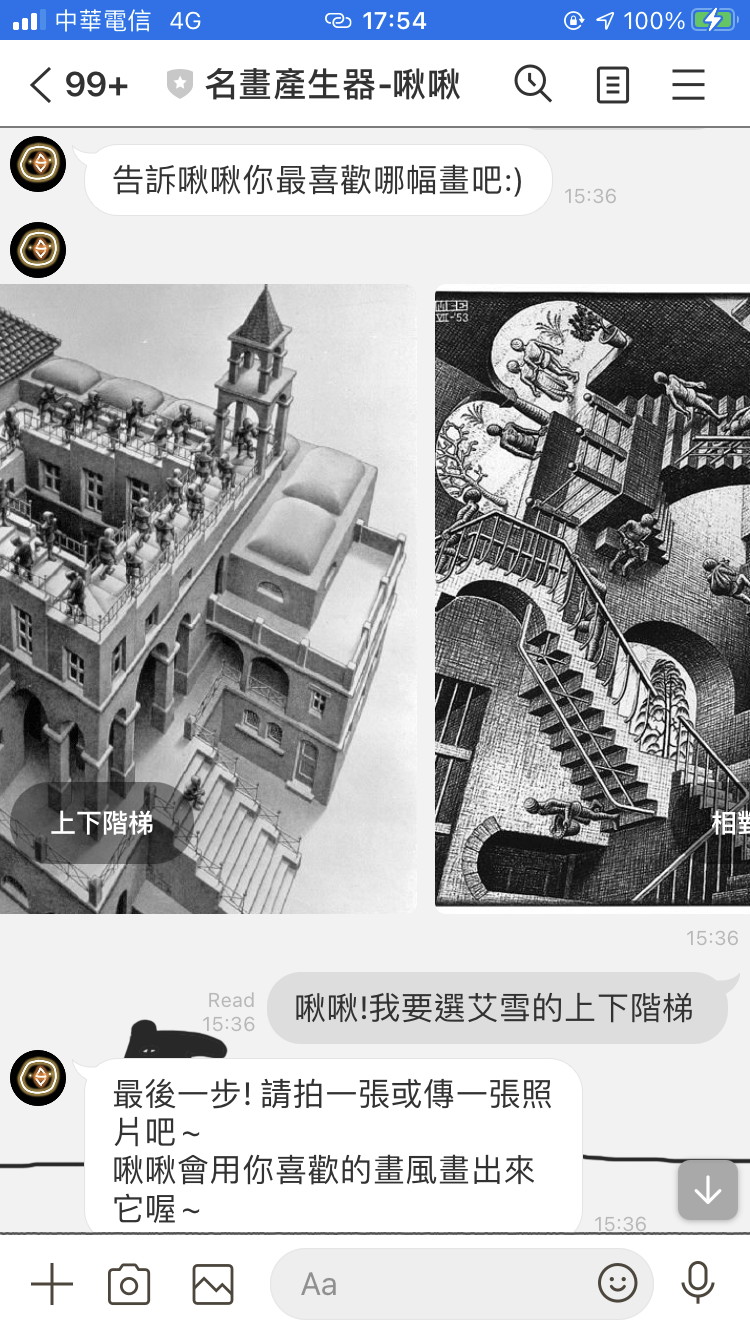 中華電信 4G 17:54 100%
99+ 名畫產生器-啾啾
告訴啾啾你最喜歡哪幅畫吧:)
15:36
VII-'53
上下階梯
相對
15:36
Read
15:36
啾啾!我要選艾雪的上下階梯
最後一步! 請拍一張或傳一張照
片吧~
啾啾會用你喜歡的畫風畫出來
它喔~
15:36
Aa